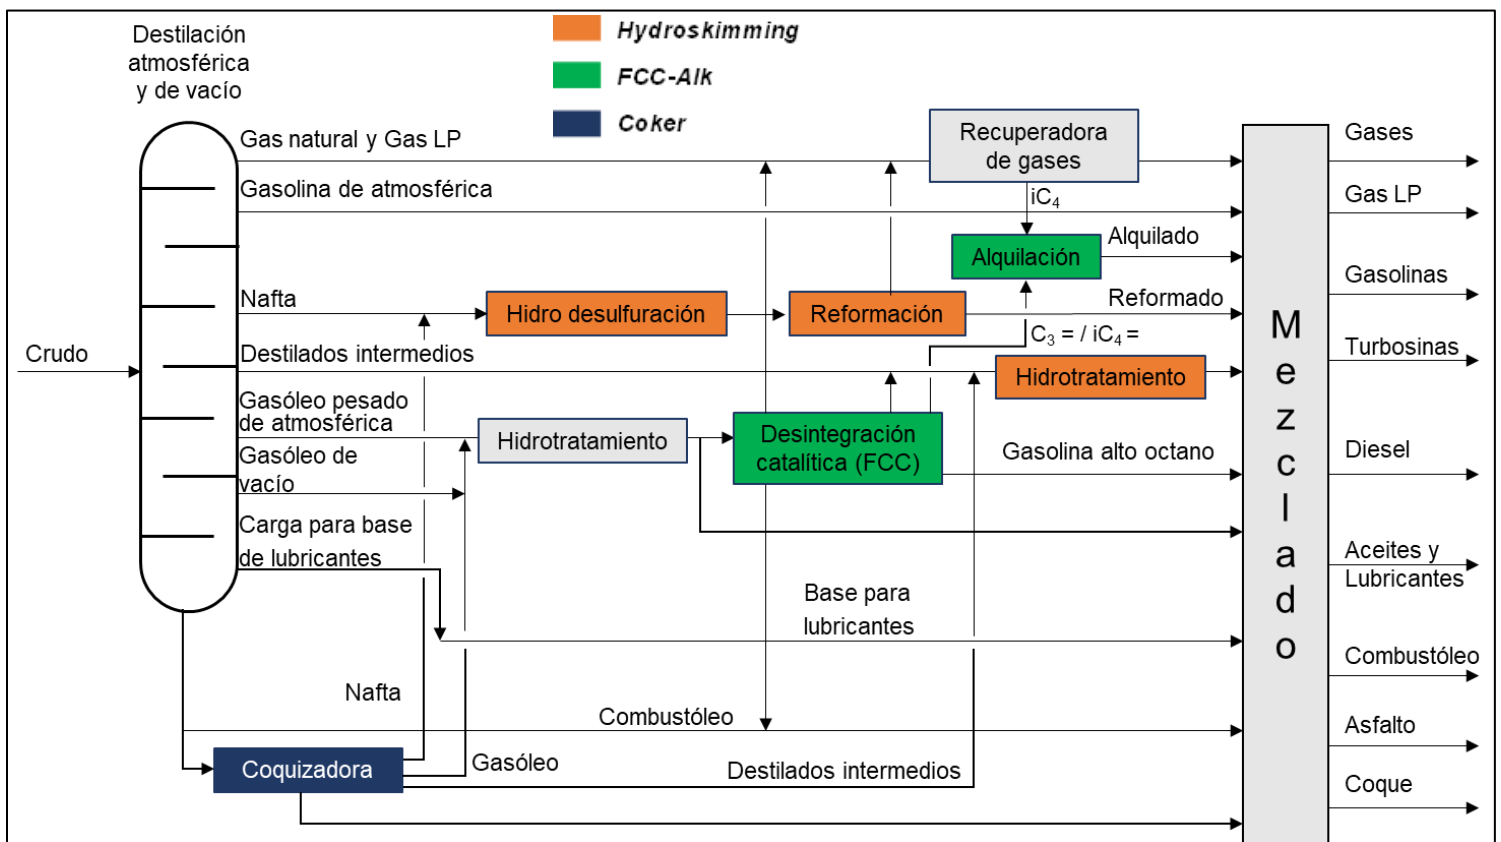 Destilación
atmosférica
y de vacío
Hydroskimming
FCC-Alk
Coker
Gas natural y Gas LP
Recuperadora
de gases
Gases
Gasolina de atmosférica
iC₄
Gas LP
Alquilación
Alquilado
Gasolinas
Nafta
Hidro desulfuración
Reformación
Reformado
C₃ = / iC₄ =
Crudo
Destilados intermedios
Hidrotratamiento
Turbosinas
Gasóleo pesado
de atmosférica
Hidrotratamiento
Desintegración
catalítica (FCC)
Gasolina alto octano
Diesel
Gasóleo de
vacío
Carga para base
de lubricantes
Aceites y
Lubricantes
Base para
lubricantes
Mezclado
Combustóleo
Nafta
Combustóleo
Asfalto
Coquizadora
Gasóleo
Destilados intermedios
Coque